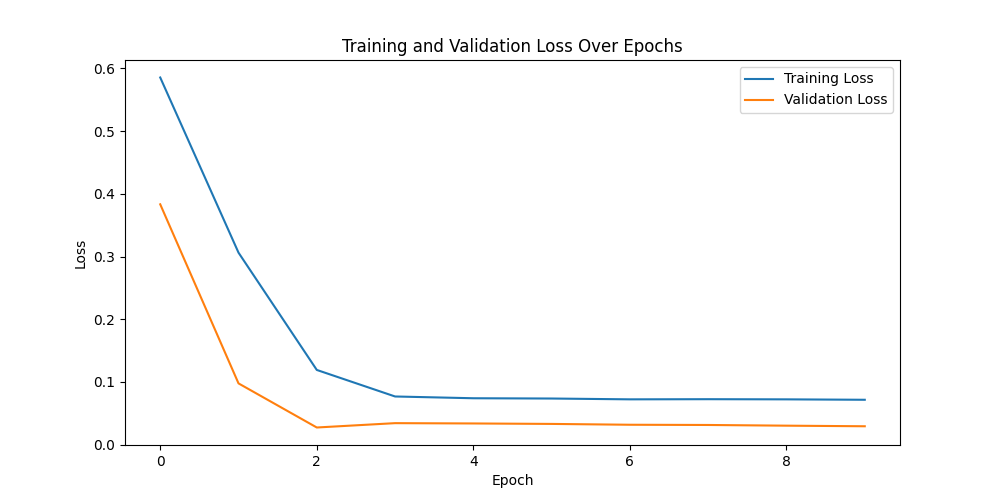 Training and Validation Loss Over Epochs
Training Loss
Validation Loss
Loss
0.6
0.5
0.4
0.3
0.2
0.1
0.0
0 2 4 6 8
Epoch